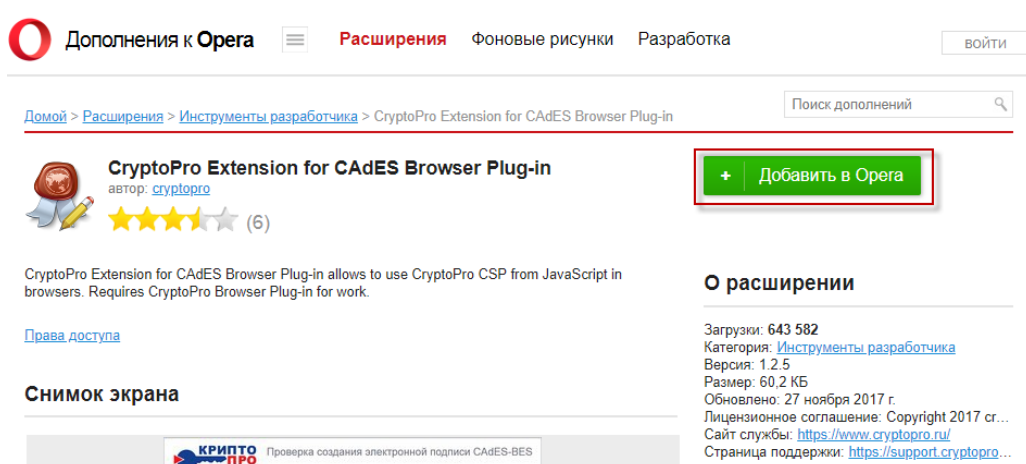 Дополнения к Opera Расширения Фоновые рисунки Разработка войти
Поиск дополнений
Домой > Расширения > Инструменты разработчика > CryptoPro Extension for CAdES Browser Plug-in
CryptoPro Extension for CAdES Browser Plug-in
автор: cryptopro
(6)
+ Добавить в Opera
CryptoPro Extension for CAdES Browser Plug-in allows to use CryptoPro CSP from JavaScript in
browsers. Requires CryptoPro Browser Plug-in for work.
Права доступа
Снимок экрана
КРИПТО
ПРО
Проверка создания электронной подписи CAdES-BES
О расширении
Загрузки: 643 582
Категория: Инструменты разработчика
Версия: 1.2.5
Размер: 60,2 КБ
Обновлено: 27 ноября 2017 г.
Лицензионное соглашение: Copyright 2017 cr...
Сайт службы: https://www.cryptopro.ru/
Страница поддержки: https://support.cryptopro...